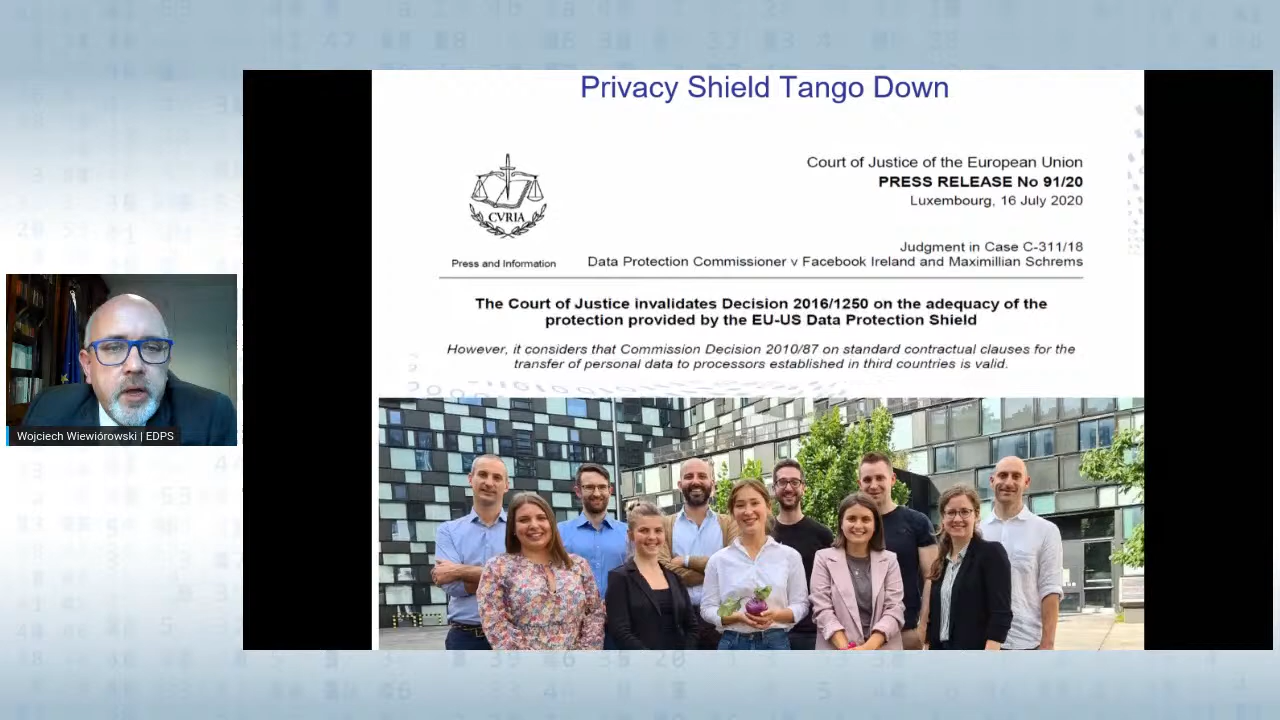 Privacy Shield Tango Down
CVRIA
Press and Information
Court of Justice of the European Union
PRESS RELEASE No 91/20
Luxembourg, 16 July 2020
Judgment in Case C-311/18
Data Protection Commissioner v Facebook Ireland and Maximillian Schrems
The Court of Justice invalidates Decision 2016/1250 on the adequacy of the
protection provided by the EU-US Data Protection Shield
However, it considers that Commission Decision 2010/87 on standard contractual clauses for the
transfer of personal data to processors established in third countries is valid.
Wojciech Wiewiórowski | EDPS